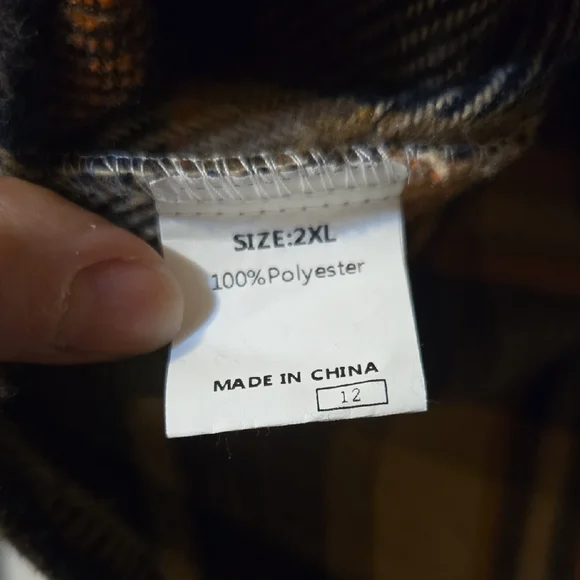 SIZE:2XL
100%Polyester
MADE IN CHINA
12